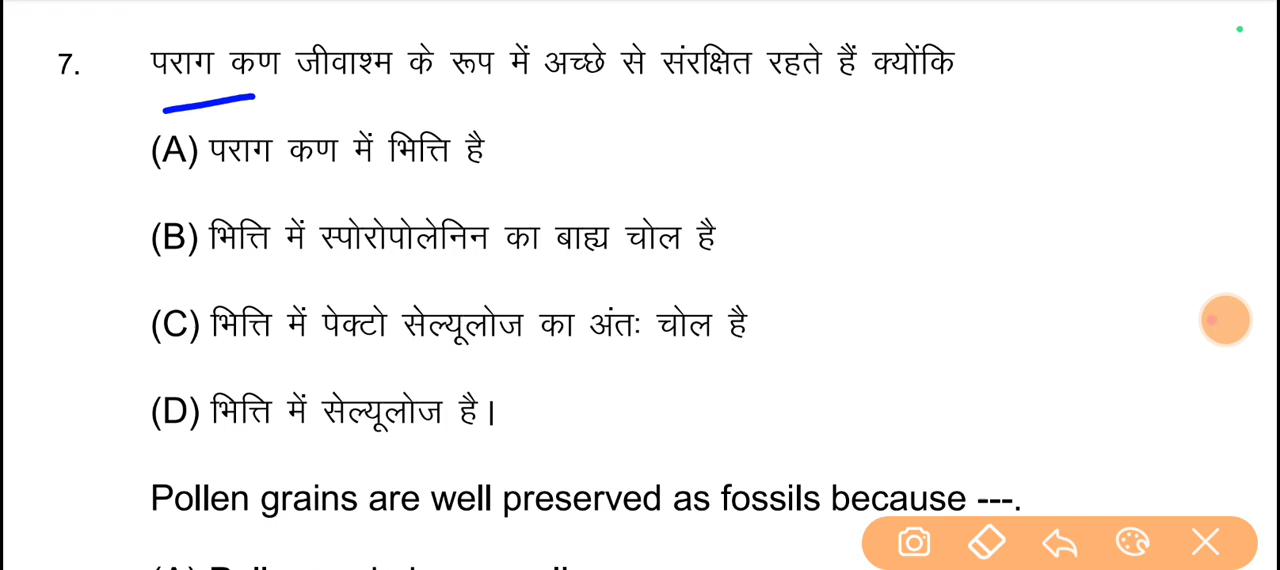 7. पराग कण जीवाश्म के रूप में अच्छे से संरक्षित रहते हैं क्योंकि
(A) पराग कण में भित्ति है
(B) भित्ति में स्पोरोपोलेनिन का बाह्य चोल है
(C) भित्ति में पेक्टो सेल्यूलोज का अंतः चोल है
(D) भित्ति में सेल्यूलोज है।
Pollen grains are well preserved as fossils because ---.